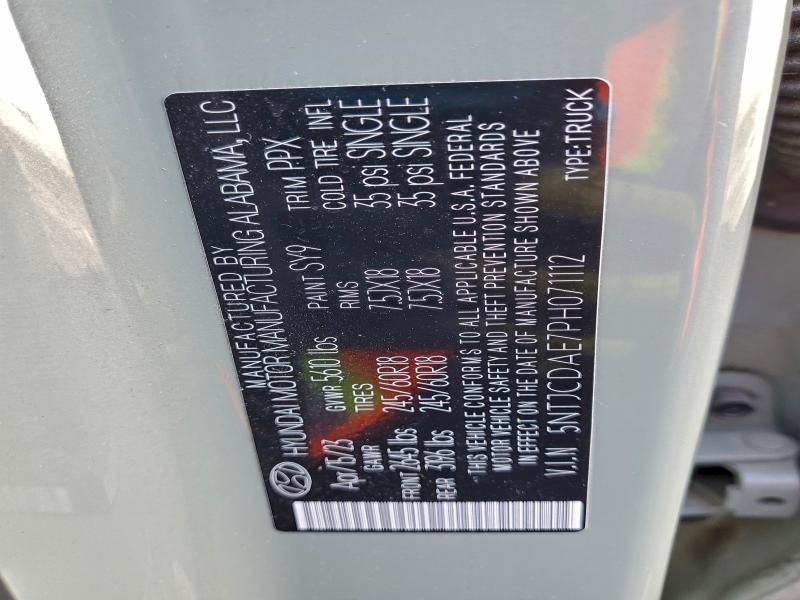 MANUFACTURED BY
HYUNDAI MOTOR MANUFACTURING ALABAMA, LLC
Apr/15/23 GVWR 5610 lbs PAINT SY9 TRIM PPX
GAWR TIRES RIMS COLD TIRE INFL
FRONT 2645 lbs 245/60R18 7.5JX18 35 psi SINGLE
REAR 3196 lbs 245/60R18 7.5JX18 35 psi SINGLE
THIS VEHICLE CONFORMS TO ALL APPLICABLE U.S.A. FEDERAL
MOTOR VEHICLE SAFETY AND THEFT PREVENTION STANDARDS
IN EFFECT ON THE DATE OF MANUFACTURE SHOWN ABOVE
V.I.N 5NTJCDAE7PH071112 TYPE:TRUCK